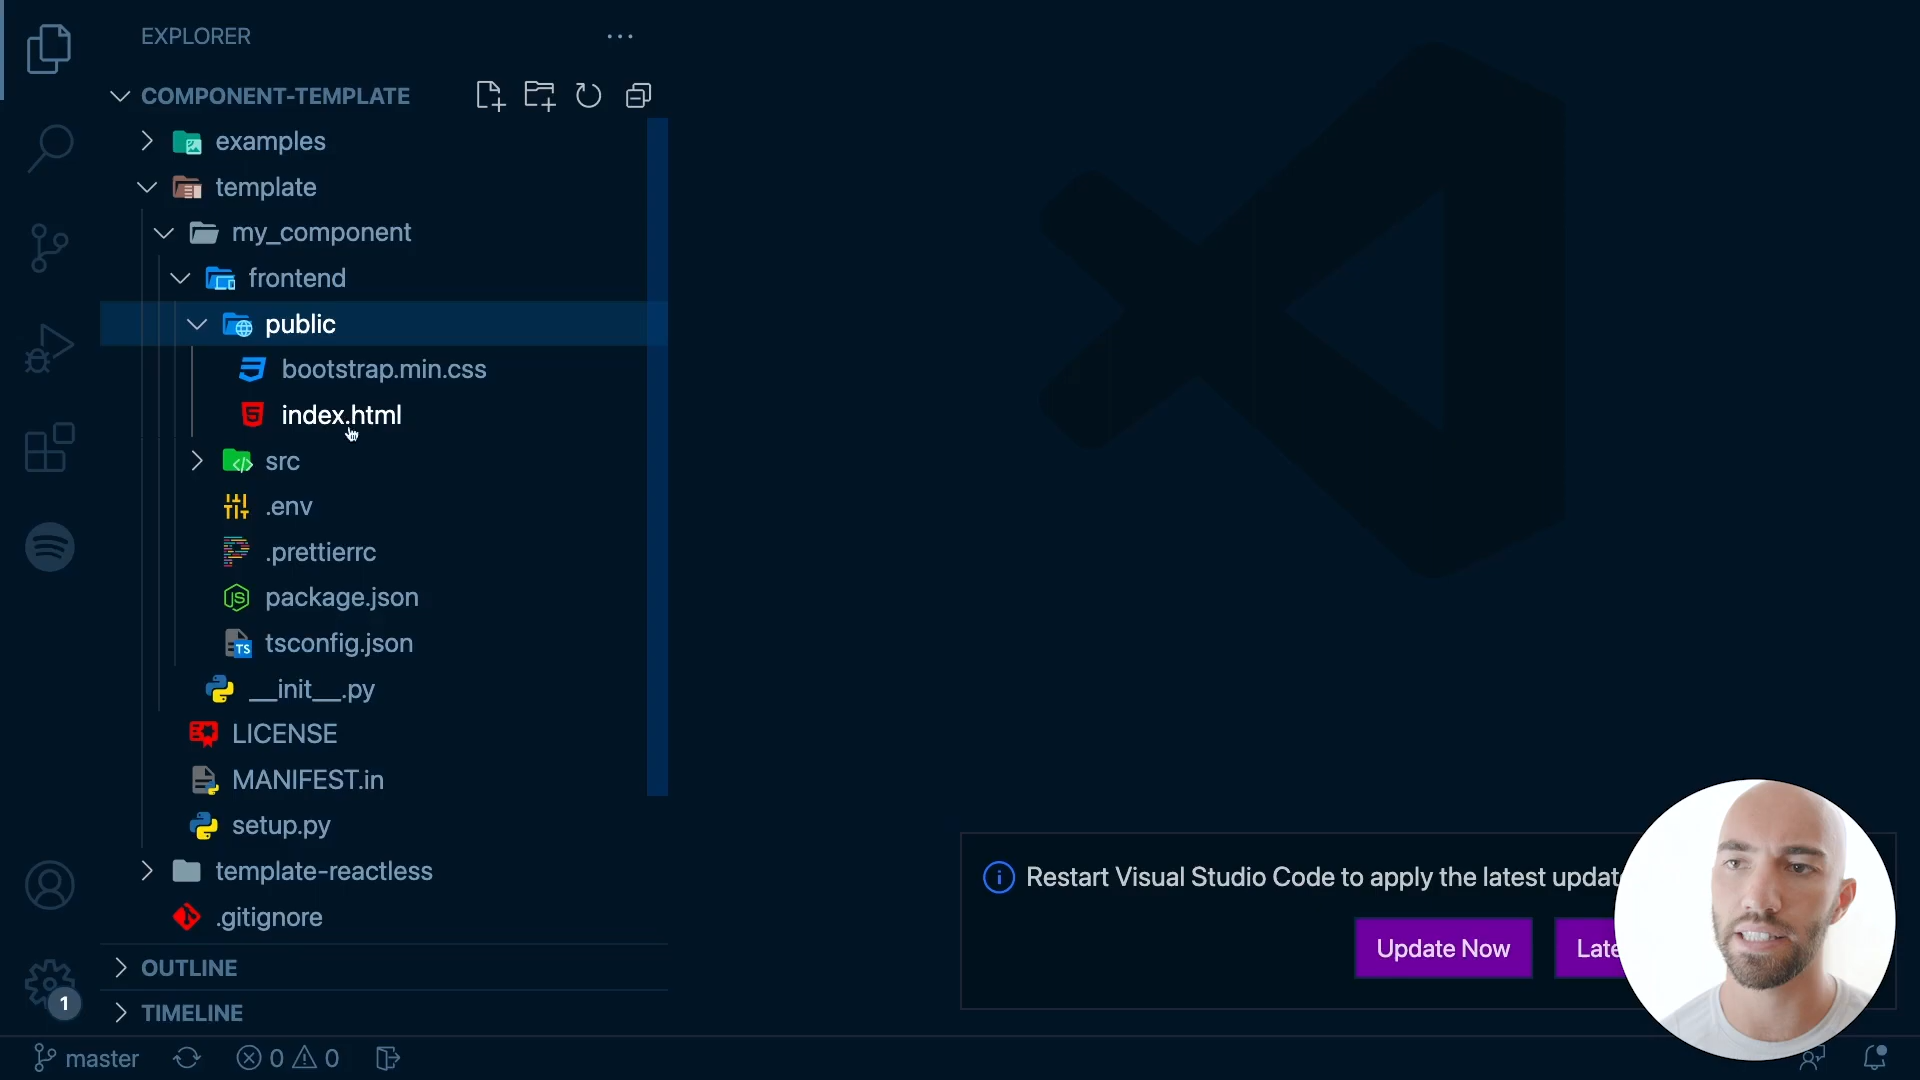 EXPLORER
COMPONENT-TEMPLATE
examples
template
my_component
frontend
public
bootstrap.min.css
index.html
src
.env
.prettierrc
package.json
tsconfig.json
__init__.py
LICENSE
MANIFEST.in
setup.py
template-reactless
.gitignore
OUTLINE
TIMELINE
1
master
0
0
Restart Visual Studio Code to apply the latest updat
Update Now
Late